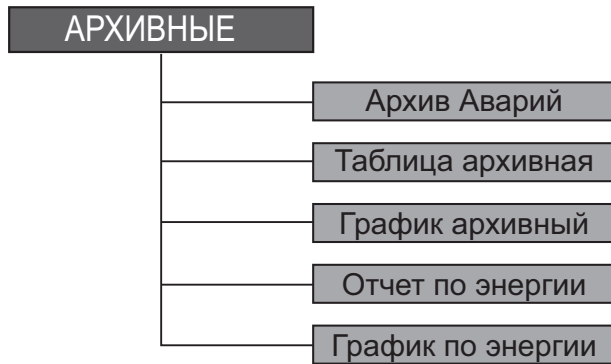 АРХИВНЫЕ
Архив Аварий
Таблица архивная
График архивный
Отчет по энергии
График по энергии